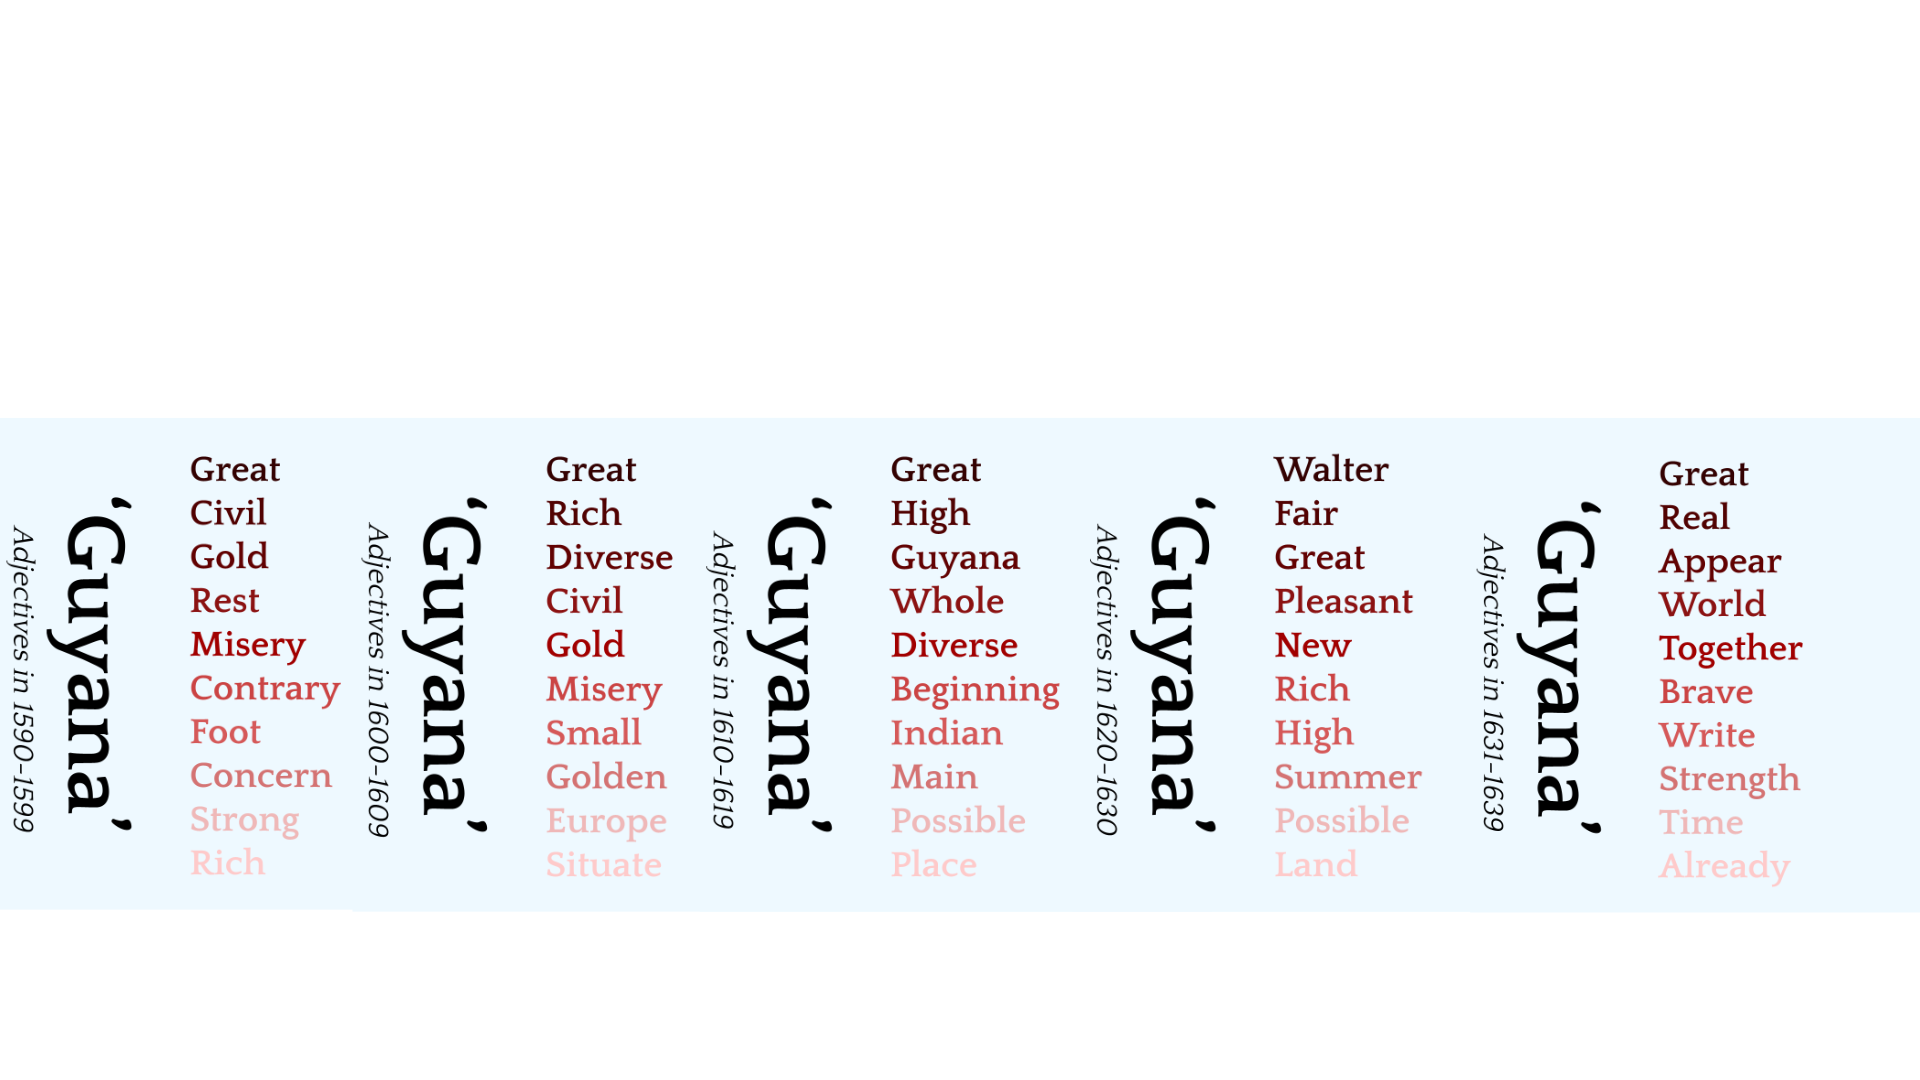 Adjectives in 1590-1599
‘Guyana’
Great
Civil
Gold
Rest
Misery
Contrary
Foot
Concern
Strong
Rich
Adjectives in 1600-1609
‘Guyana’
Great
Rich
Diverse
Civil
Gold
Misery
Small
Golden
Europe
Situate
Adjectives in 1610-1619
‘Guyana’
Great
High
Guyana
Whole
Diverse
Beginning
Indian
Main
Possible
Place
Adjectives in 1620-1630
‘Guyana’
Walter
Fair
Great
Pleasant
New
Rich
High
Summer
Possible
Land
Adjectives in 1631-1639
‘Guyana’
Great
Real
Appear
World
Together
Brave
Write
Strength
Time
Already